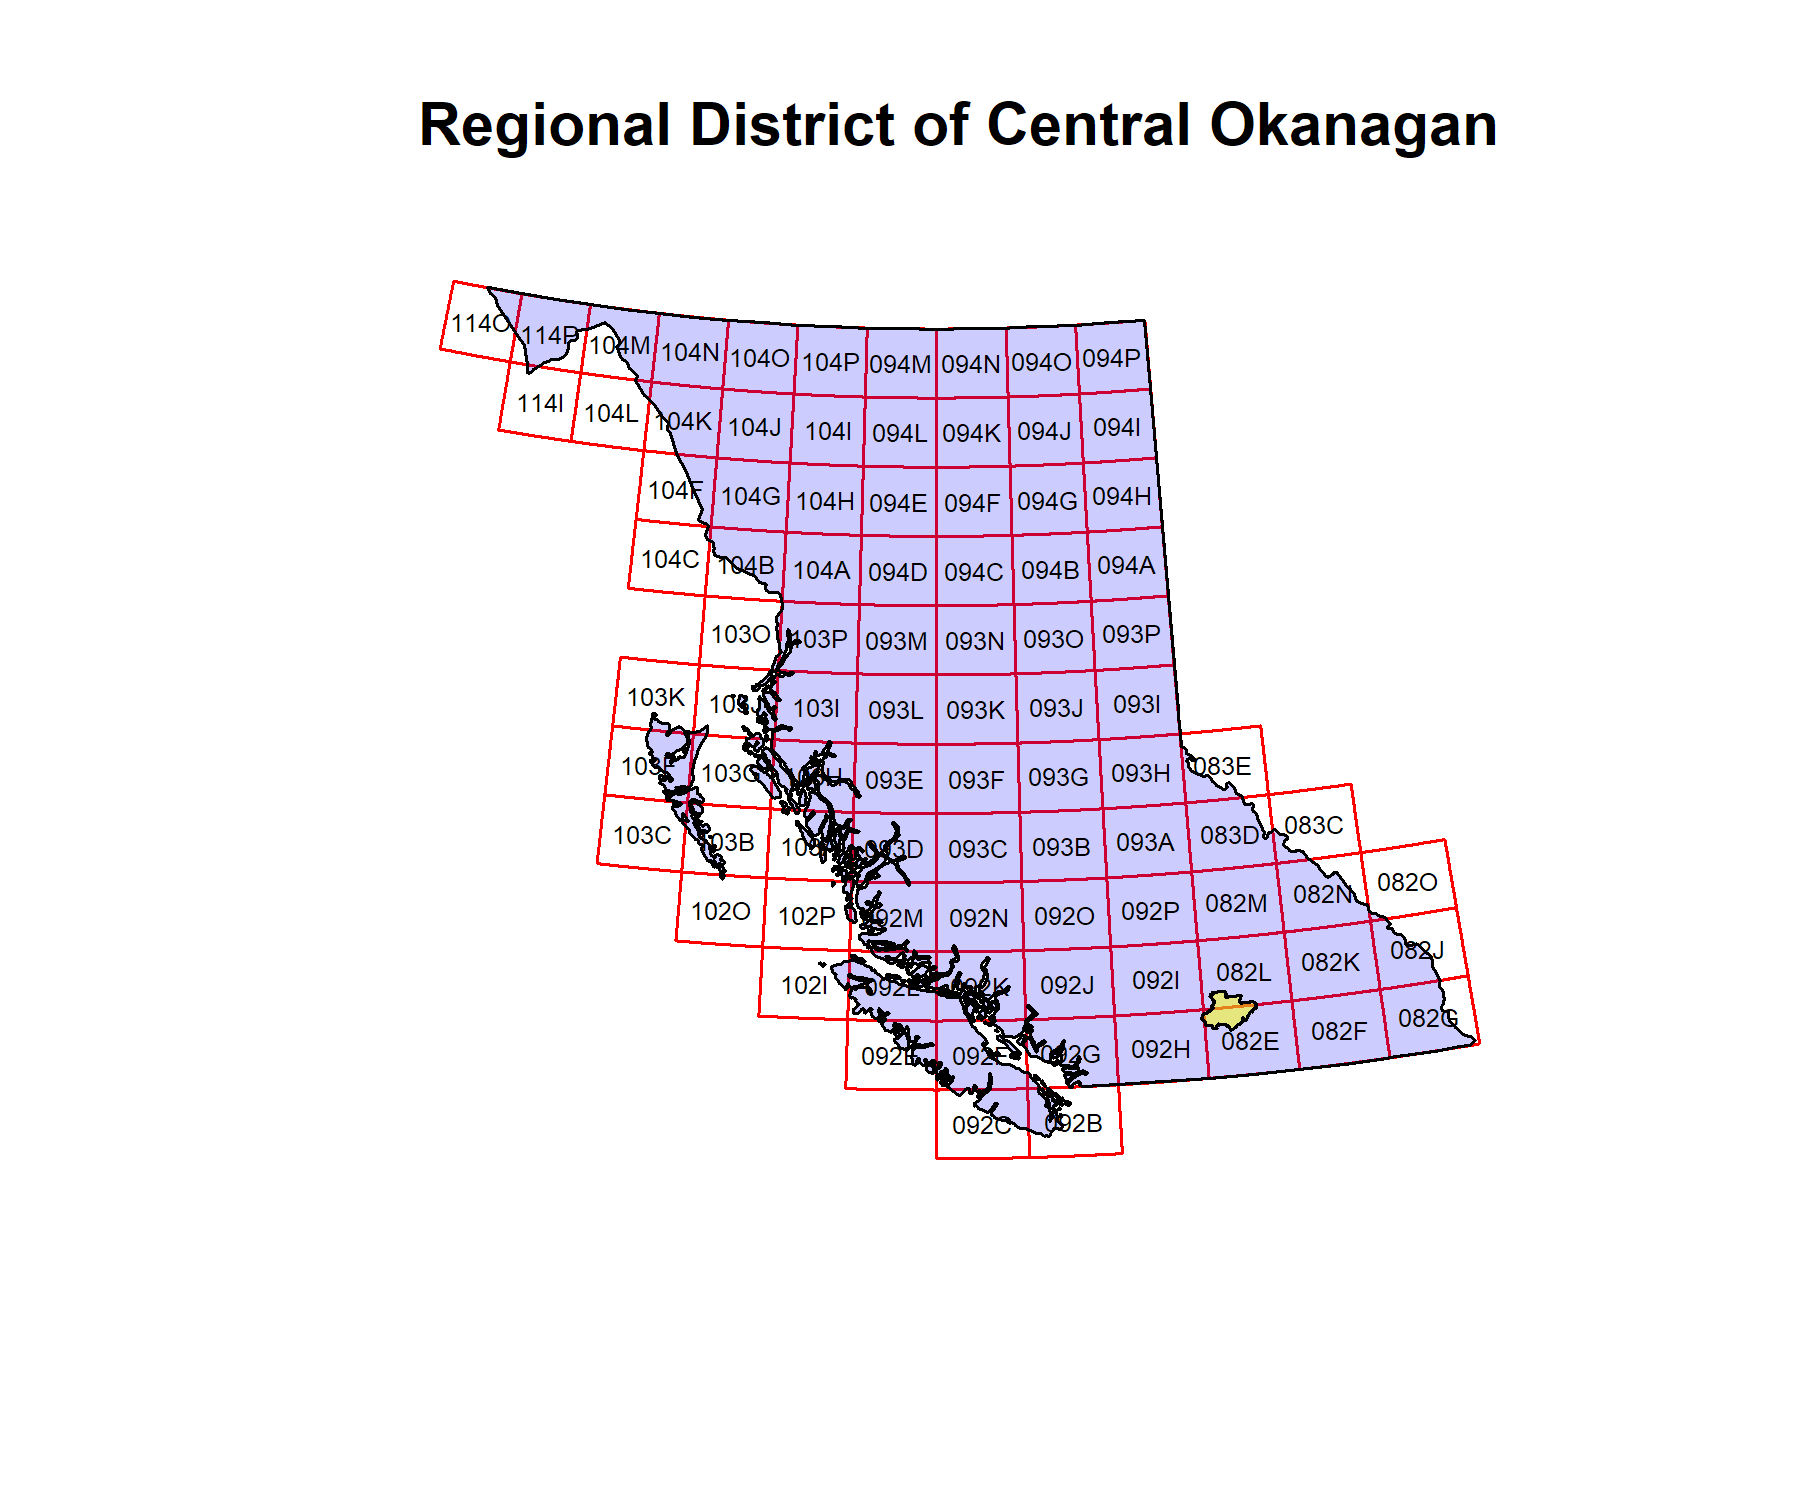 Regional District of Central Okanagan
114O 114P 104M 104N 104O 104P 094M 094N 094O 094P
114I 104L 104K 104J 104I 094L 094K 094J 094I
104F 104G 104H 094E 094F 094G 094H
104C 104B 104A 094D 094C 094B 094A
103O 103P 093M 093N 093O 093P
103K 103J 103I 093L 093K 093J 093I
103F 103G 103H 093E 093F 093G 093H 083E
103C 103B 093D 093C 093B 093A 083D 083C
102O 102P 092M 092N 092O 092P 082M 082N 082O
102I 092L 092K 092J 092I 082L 082K 082J
092E 092F 092G 092H 082E 082F 082G
092C 092B